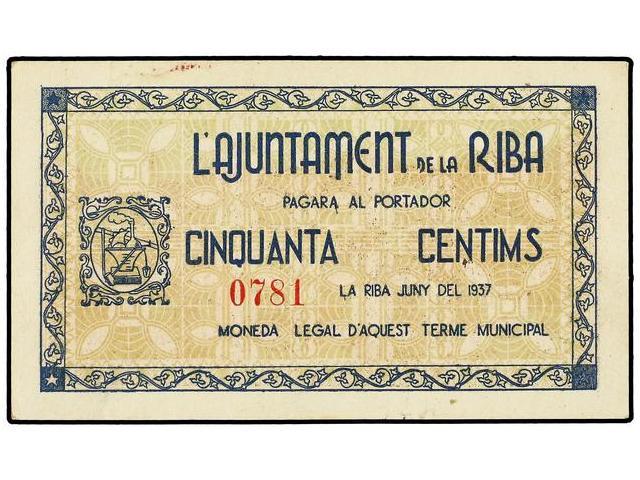 L'AJUNTAMENT DE LA RIBA
PAGARA AL PORTADOR
CINQUANTA CENTIMS
0781 LA RIBA JUNY DEL 1937
MONEDA LEGAL D'AQUEST TERME MUNICIPAL